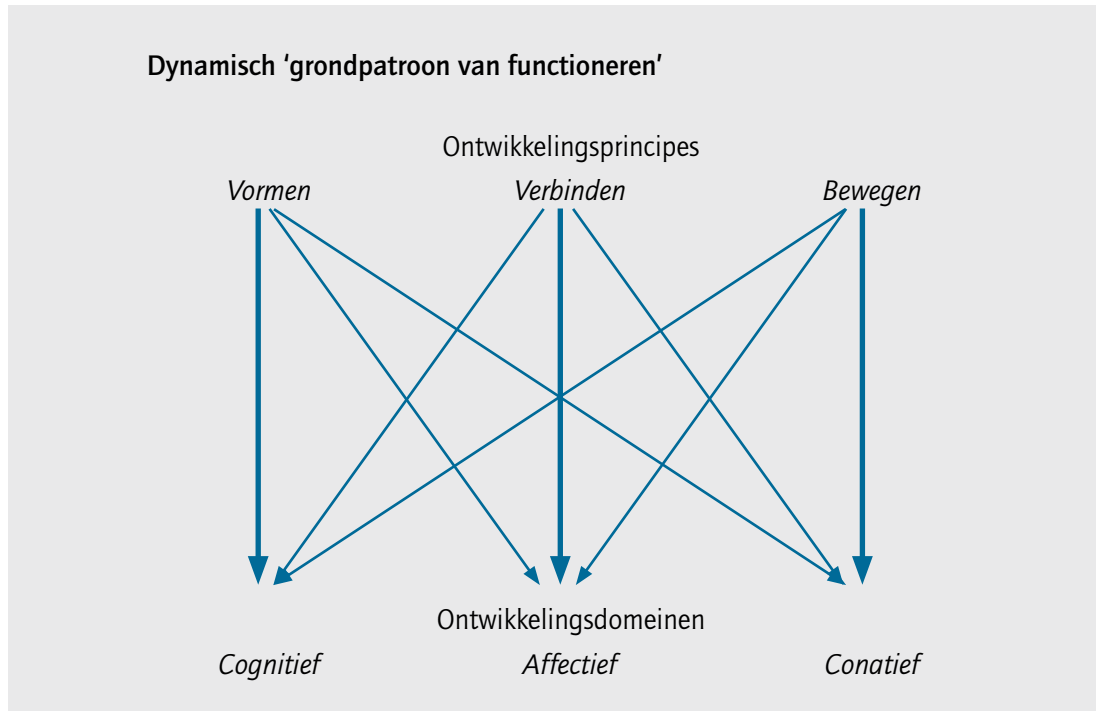 Dynamisch ‘grondpatroon van functioneren’
Ontwikkelingsprincipes
Vormen Verbinden Bewegen
Ontwikkelingsdomeinen
Cognitief Affectief Conatief